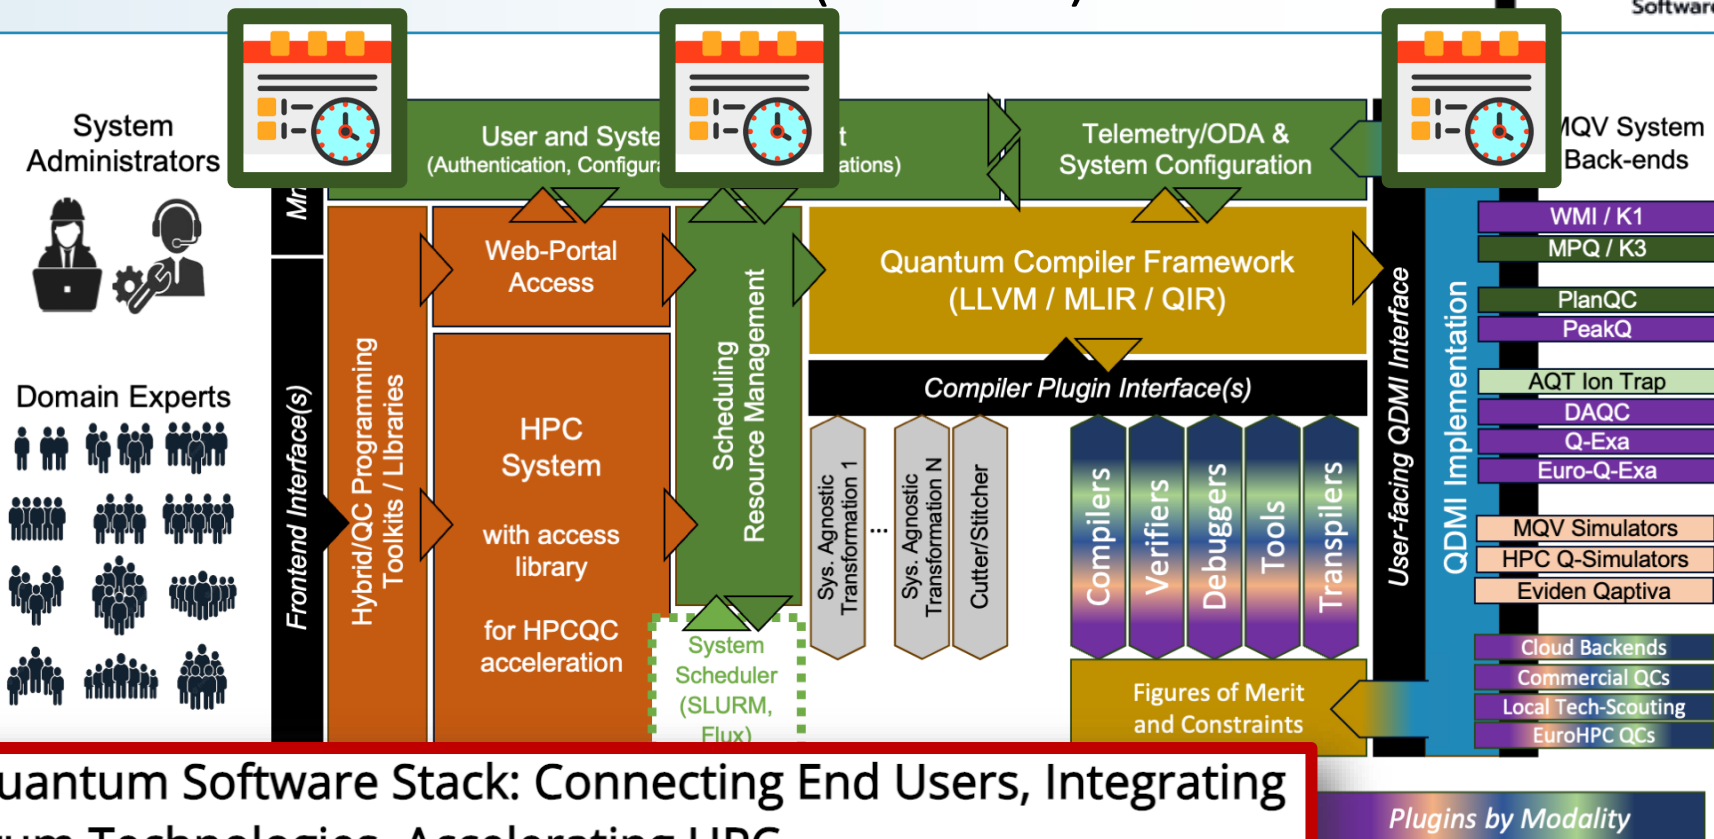 Software
System
Administrators
MQV System
Back-ends
User and Syste
(Authentication, Configura
ations)
Telemetry/ODA &
System Configuration
Web-Portal
Access
Quantum Compiler Framework
(LLVM / MLIR / QIR)
Compiler Plugin Interface(s)
Domain Experts
Frontend Interface(s)
Hybrid/QC Programming
Toolkits / LIbraries
HPC
System
with access
library
for HPCQC
acceleration
Scheduling
Resource Management
System
Scheduler
(SLURM,
Flux)
Sys. Agnostic
Transformation 1
...
Sys. Agnostic
Transformation N
Cutter/Stitcher
Compilers
Verifiers
Debuggers
Tools
Transpilers
Figures of Merit
and Constraints
User-facing QDMI Interface
QDMI Implementation
WMI / K1
MPQ / K3
PlanQC
PeakQ
AQT Ion Trap
DAQC
Q-Exa
Euro-Q-Exa
MQV Simulators
HPC Q-Simulators
Eviden Qaptiva
Cloud Backends
Commercial QCs
Local Tech-Scouting
EuroHPC QCs
uantum Software Stack: Connecting End Users, Integrating
Technologies, Accelerating HPC
Plugins by Modality